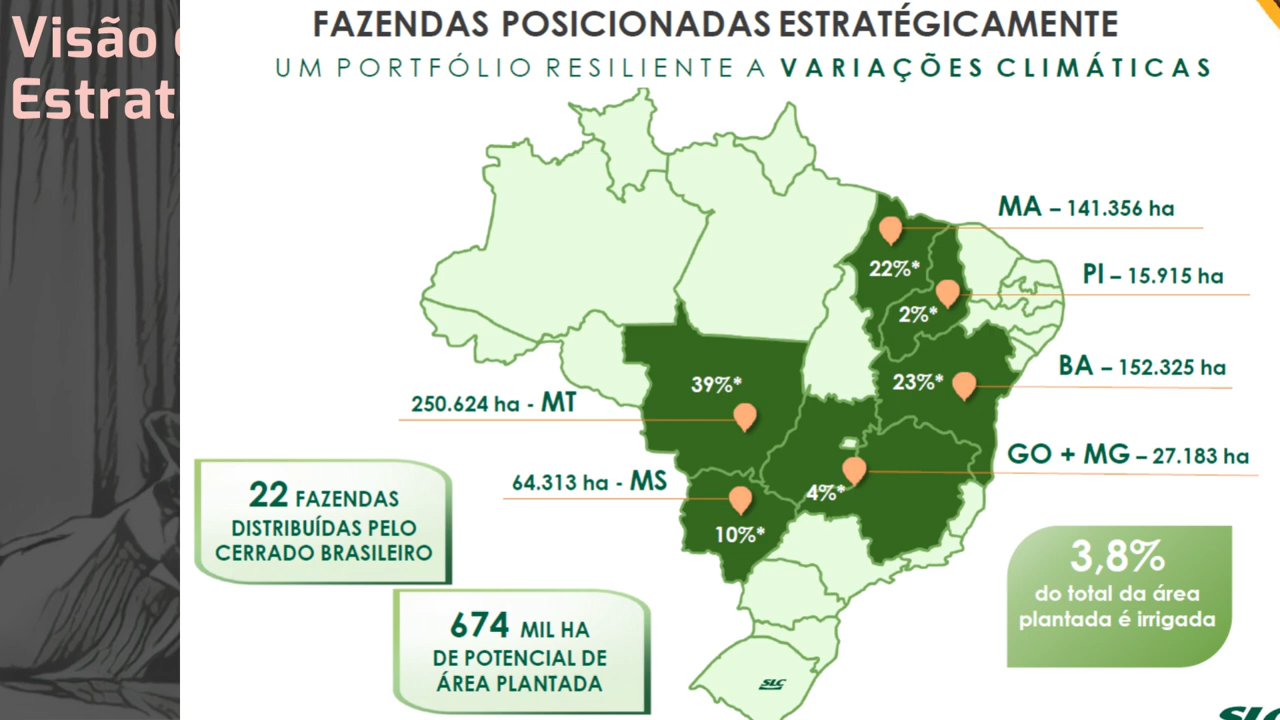 Visão
Estrat
FAZENDAS POSICIONADAS ESTRATÉGICAMENTE
UM PORTFÓLIO RESILIENTE A VARIAÇÕES CLIMÁTICAS
MA – 141.356 ha
22%*
PI – 15.915 ha
2%*
BA – 152.325 ha
39%*
23%*
250.624 ha - MT
GO + MG – 27.183 ha
64.313 ha - MS
4%*
10%*
22 FAZENDAS
DISTRIBUÍDAS PELO
CERRADO BRASILEIRO
3,8%
do total da área
plantada é irrigada
674 MIL HA
DE POTENCIAL DE
ÁREA PLANTADA
SLC
SLC